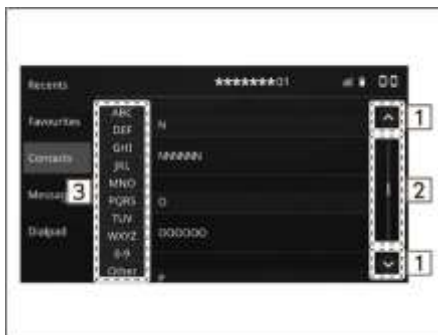 Recents
*******01
Favourites
Contacts
Messag
Dialpad
3
ABC
DEF
GHI
JKL
MNO
PQRS
TUV
WXYZ
0-9
Other
N
NNNNNN
O
OOOOOO
P
1
2
1